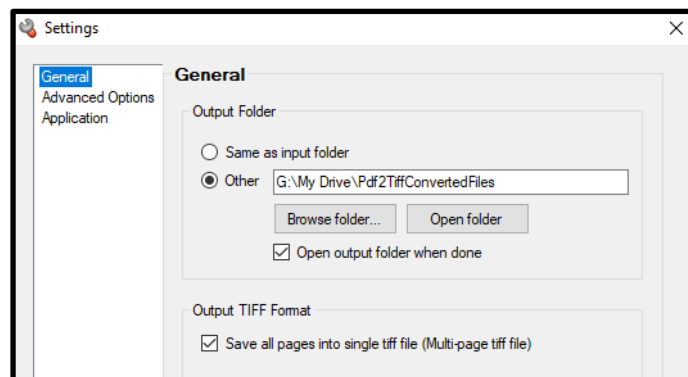 Settings
General
Advanced Options
Application
General
Output Folder
Same as input folder
Other G:\My Drive\Pdf2TiffConvertedFiles
Browse folder... Open folder
Open output folder when done
Output TIFF Format
Save all pages into single tiff file (Multi-page tiff file)